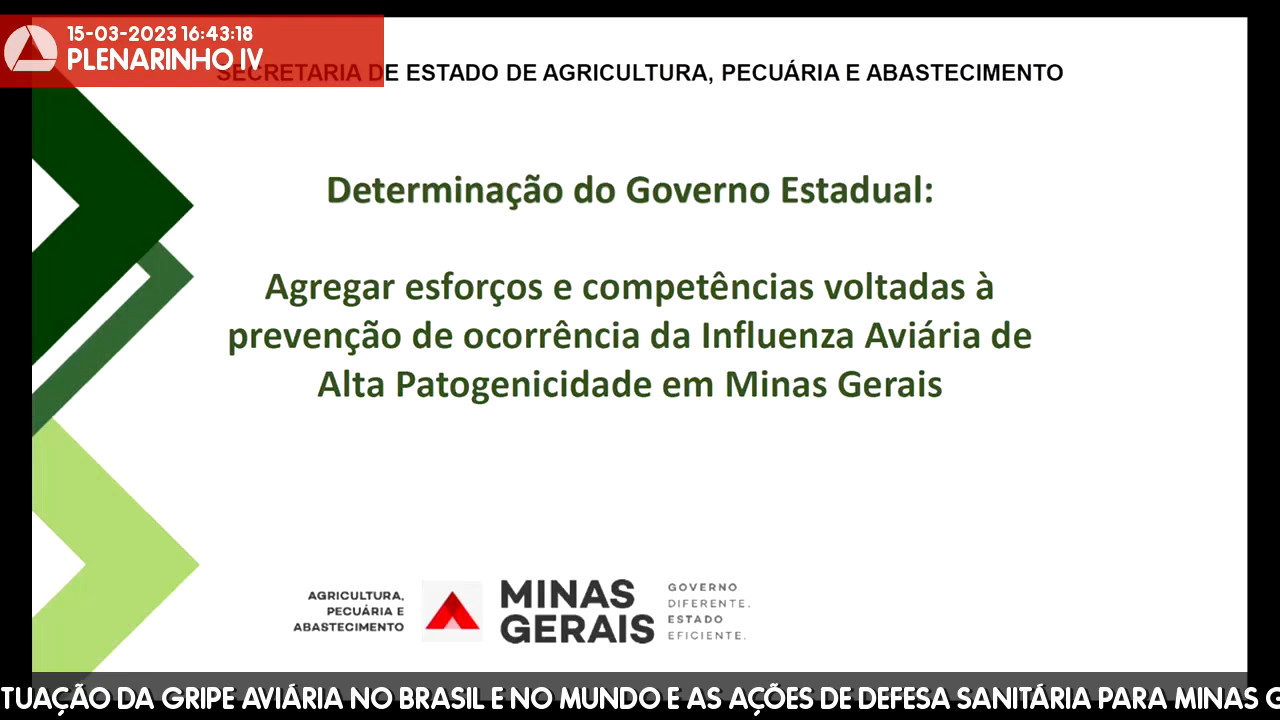 15-03-2023 16:43:18
PLENARINHO IV
SECRETARIA DE ESTADO DE AGRICULTURA, PECUÁRIA E ABASTECIMENTO
Determinação do Governo Estadual:
Agregar esforços e competências voltadas à
prevenção de ocorrência da Influenza Aviária de
Alta Patogenicidade em Minas Gerais
AGRICULTURA,
PECUÁRIA E
ABASTECIMENTO
MINAS
GERAIS
GOVERNO
DIFERENTE.
ESTADO
EFICIENTE.
TUAÇÃO DA GRIPE AVIÁRIA NO BRASIL E NO MUNDO E AS AÇÕES DE DEFESA SANITÁRIA PARA MINAS G